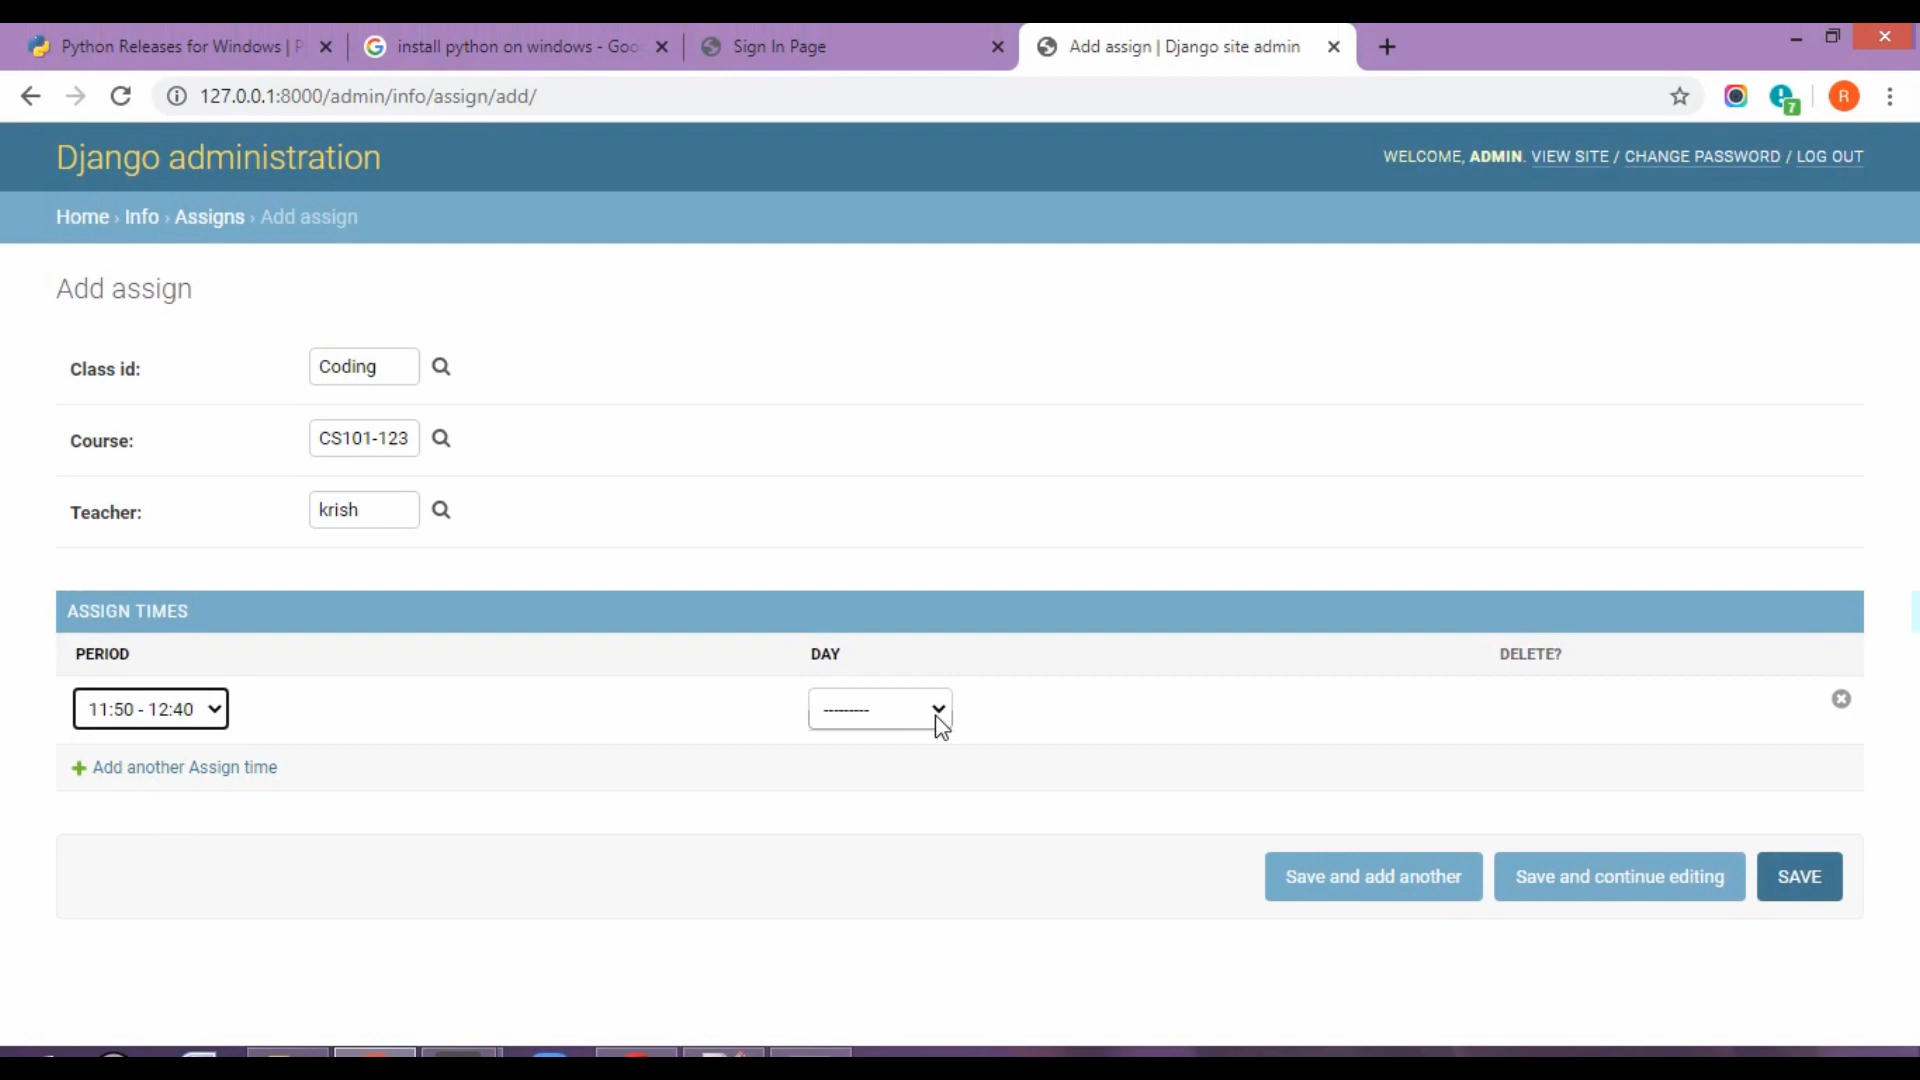 Python Releases for Windows | P
install python on windows - Goo
Sign In Page
Add assign | Django site admin
127.0.0.1:8000/admin/info/assign/add/
7
R
Django administration
WELCOME, ADMIN. VIEW SITE / CHANGE PASSWORD / LOG OUT
Home › Info › Assigns › Add assign
Add assign
Class id:
Coding
Course:
CS101-123
Teacher:
krish
ASSIGN TIMES
PERIOD
DAY
DELETE?
11:50 - 12:40
---------
Add another Assign time
Save and add another
Save and continue editing
SAVE